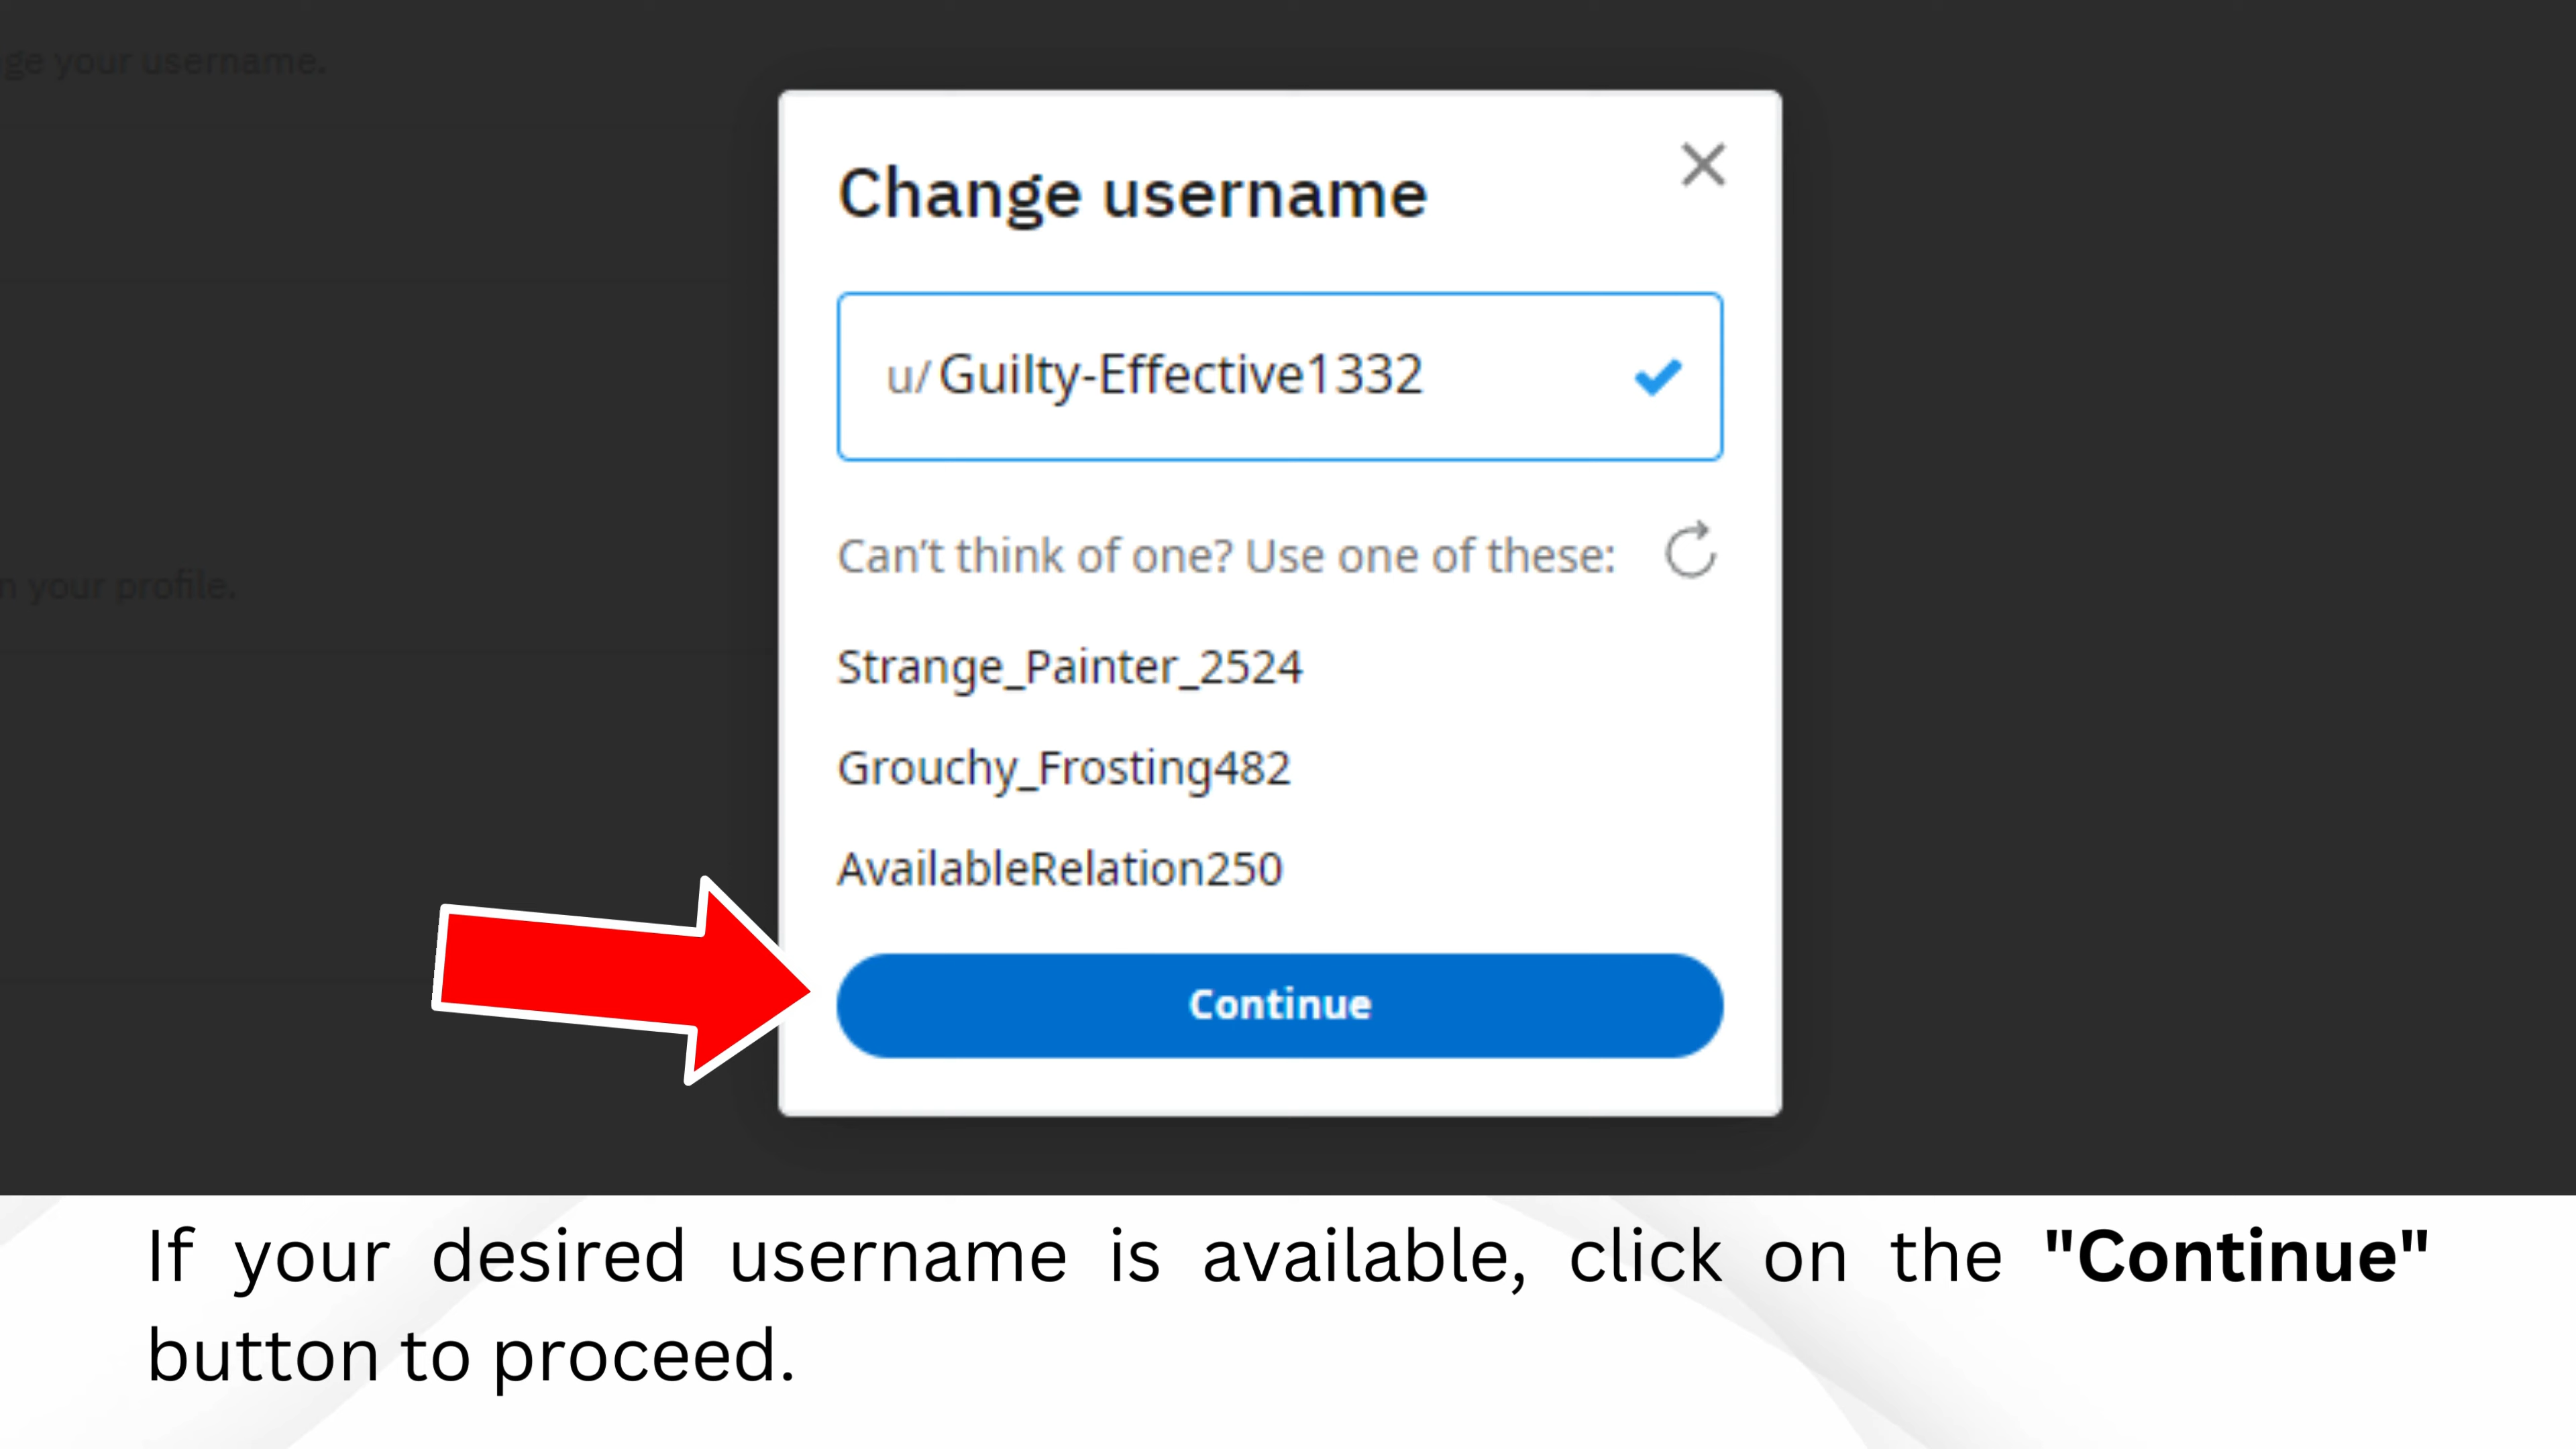 ge your username.
Change username
u/Guilty-Effective1332
Can't think of one? Use one of these:
n your profile.
Strange_Painter_2524
Grouchy_Frosting482
AvailableRelation250
Continue
If your desired username is available, click on the "Continue"
button to proceed.